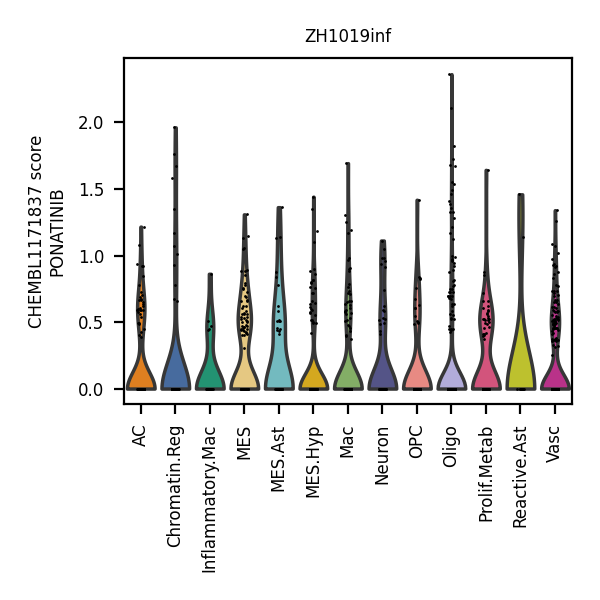 ZH1019inf
CHEMBL1171837 score
PONATINIB
2.0
1.5
1.0
0.5
0.0
AC
Chromatin.Reg
Inflammatory.Mac
MES
MES.Ast
MES.Hyp
Mac
Neuron
OPC
Oligo
Prolif.Metab
Reactive.Ast
Vasc